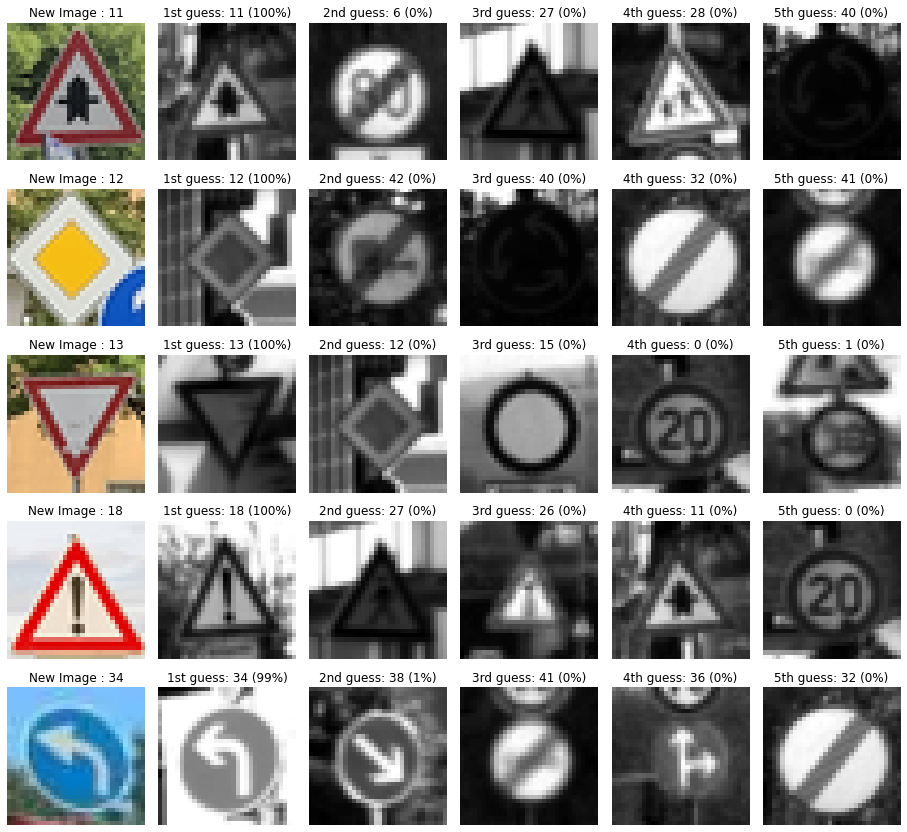 New Image : 11
1st guess: 11 (100%)
2nd guess: 6 (0%)
3rd guess: 27 (0%)
4th guess: 28 (0%)
5th guess: 40 (0%)
New Image : 12
1st guess: 12 (100%)
2nd guess: 42 (0%)
3rd guess: 40 (0%)
4th guess: 32 (0%)
5th guess: 41 (0%)
New Image : 13
1st guess: 13 (100%)
2nd guess: 12 (0%)
3rd guess: 15 (0%)
4th guess: 0 (0%)
5th guess: 1 (0%)
20
New Image : 18
1st guess: 18 (100%)
2nd guess: 27 (0%)
3rd guess: 26 (0%)
4th guess: 11 (0%)
5th guess: 0 (0%)
!
!
20
New Image : 34
1st guess: 34 (99%)
2nd guess: 38 (1%)
3rd guess: 41 (0%)
4th guess: 36 (0%)
5th guess: 32 (0%)